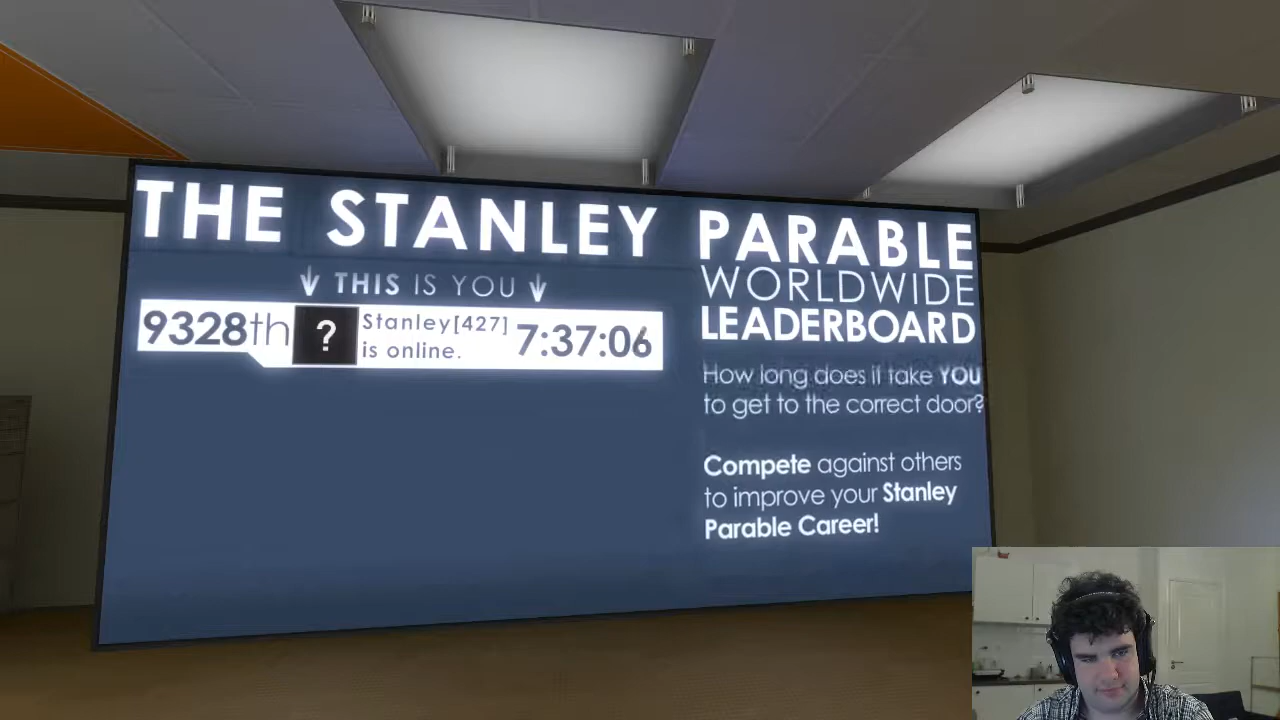 THE STANLEY PARABLE
THIS IS YOU
9328th ? Stanley[427] is online. 7:37:06
WORLDWIDE
LEADERBOARD
How long does it take YOU
to get to the correct door?
Compete against others
to improve your Stanley
Parable Career!